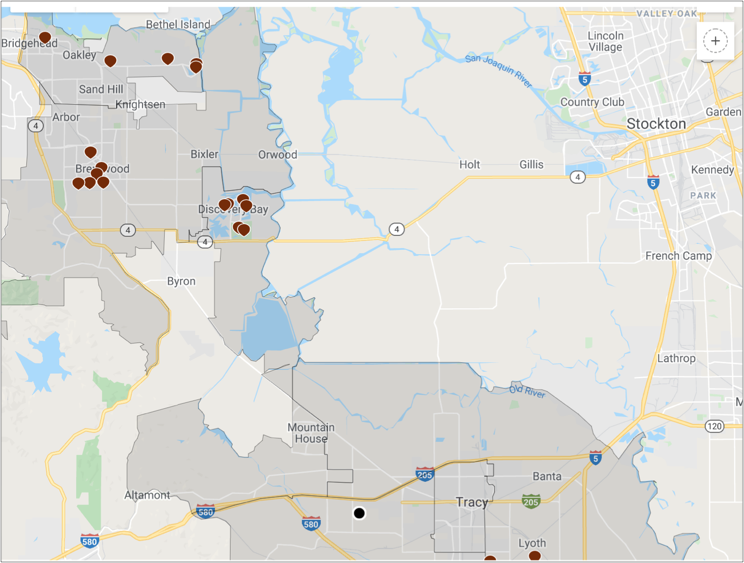 VALLEY OAK
Bethel Island
Lincoln
Village
Bridgehead
Oakley
San Joaquin River
5
Sand Hill
Knightsen
Country Club
Arbor
Garden
4
Stockton
Bixler
Orwood
Holt
Gillis
Brentwood
Kennedy
4
5
PARK
Discovery Bay
4
4
4
French Camp
Byron
Lathrop
Old River
M
120
Mountain
House
5
205
Banta
Altamont
Tracy
205
580
580
580
Lyoth